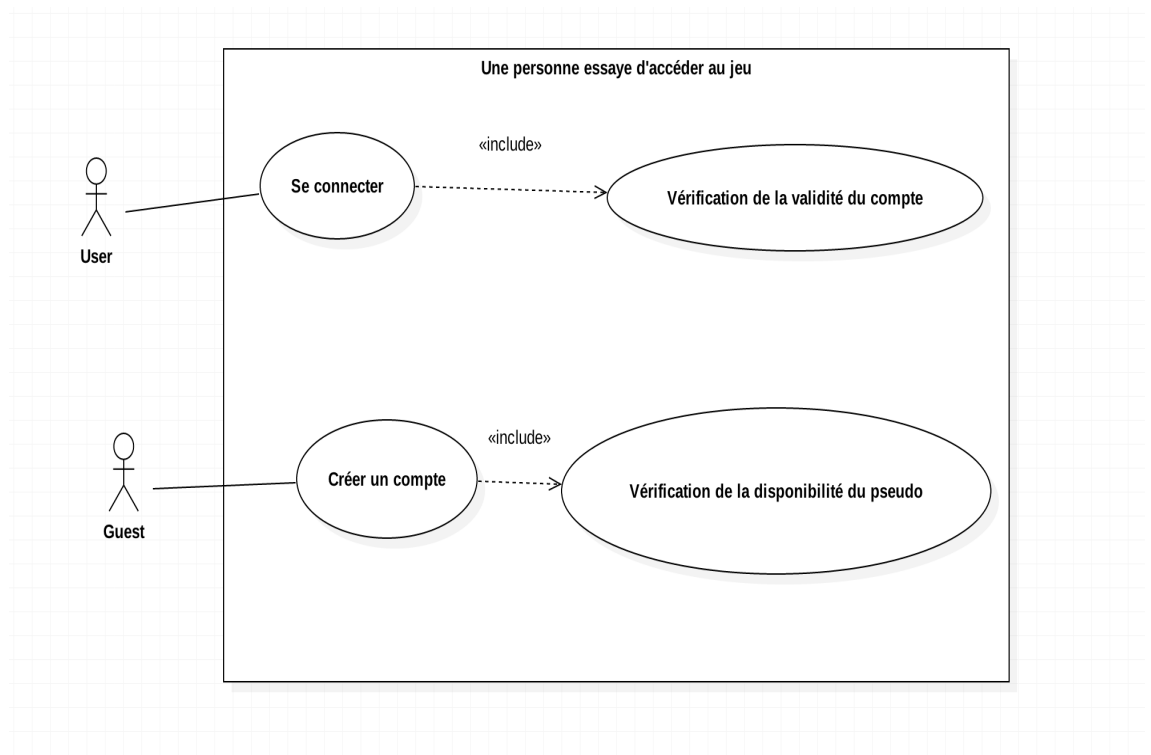 Une personne essaye d'accéder au jeu
«include»
Se connecter
Vérification de la validité du compte
User
«include»
Créer un compte
Vérification de la disponibilité du pseudo
Guest